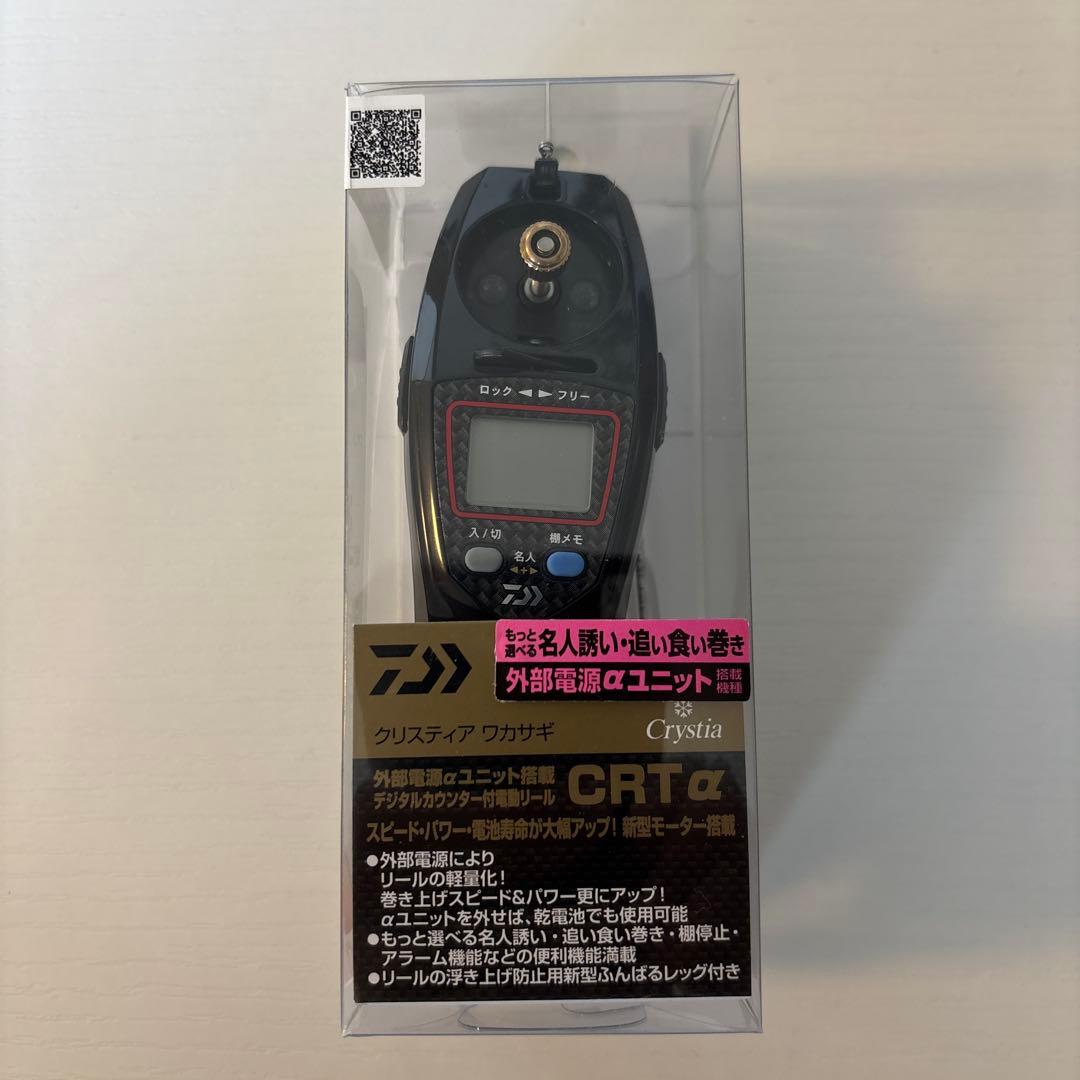 ロック ◀ ▶ フリー
入/切
名人
◀+▶
棚メモ
もっと
選べる 名人誘い・追い食い巻き
外部電源αユニット 搭載
機種
クリスティア ワカサギ
Crystia
外部電源αユニット搭載
デジタルカウンター付電動リール
CRTα
スピード・パワー・電池寿命が大幅アップ! 新型モーター搭載
●外部電源により
リールの軽量化!
巻き上げスピード&パワー更にアップ!
αユニットを外せば、乾電池でも使用可能
●もっと選べる名人誘い・追い食い巻き・棚停止・
アラーム機能などの便利機能満載
●リールの浮き上げ防止用新型ふんばるレッグ付き